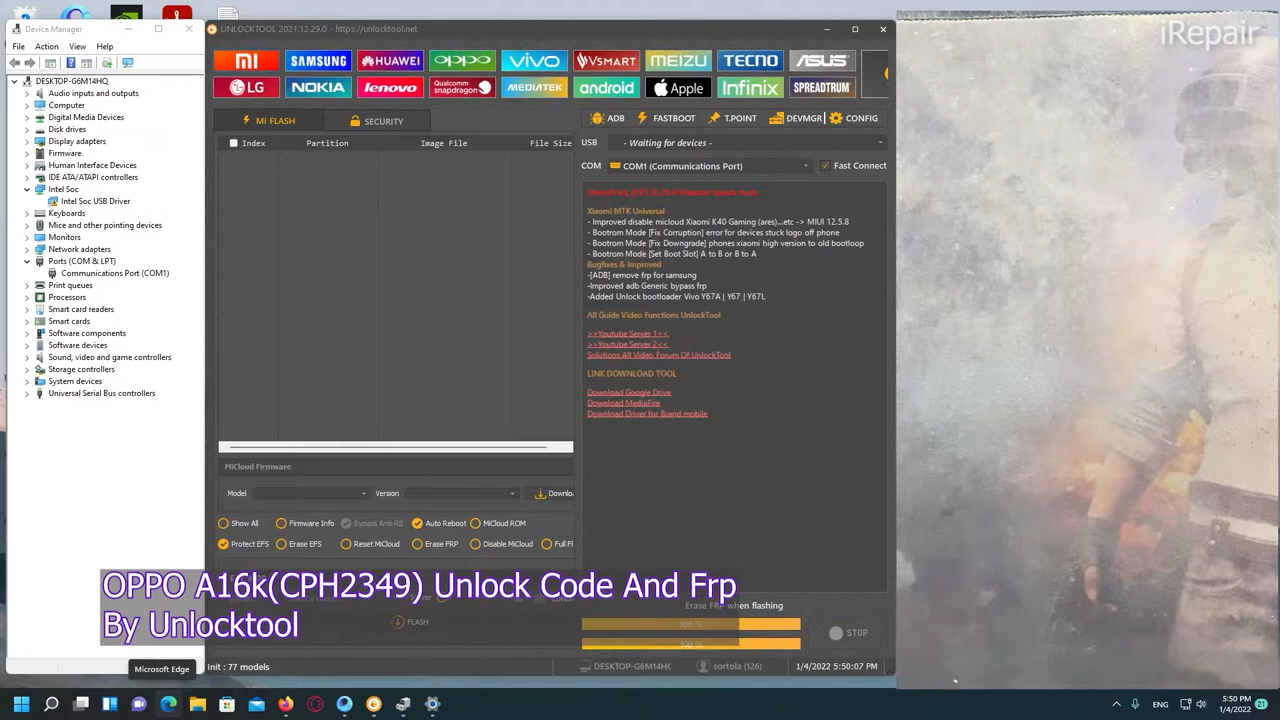 Device Manager
File Action View Help
DESKTOP-G6M14HQ
Audio inputs and outputs
Computer
Digital Media Devices
Disk drives
Display adapters
Firmware
Human Interface Devices
IDE ATA/ATAPI controllers
Intel Soc
Intel Soc USB Driver
Keyboards
Mice and other pointing devices
Monitors
Network adapters
Ports (COM & LPT)
Communications Port (COM1)
Print queues
Processors
Smart card readers
Smart cards
Software components
Software devices
Sound, video and game controllers
Storage controllers
System devices
Universal Serial Bus controllers
UNLOCKTOOL 2021.12.29.0 - https://unlocktool.net
MI SAMSUNG HUAWEI OPPO VIVO VSMART MEIZU TECNO ASUS
LG NOKIA lenovo Qualcomm snapdragon MEDIATEK android Apple Infinix SPREADTRUM
MI FLASH SECURITY
Index Partition Image File File Size
MiCloud Firmware
Model Version Downlo
Show All Firmware Info Bypass Anti-RB Auto Reboot MiCloud ROM
Protect EFS Erase EFS Reset MiCloud Erase FRP Disable MiCloud Full Fl
FLASH
ADB FASTBOOT T.POINT DEVMGR CONFIG
USB - Waiting for devices -
COM COM1 (Communications Port) Fast Connect
Xiaomi MTK Universal
- Improved disable micloud Xiaomi K40 Gaming (ares)...etc -> MIUI 12.5.8
- Bootrom Mode [Fix Corruption] error for devices stuck logo off phone
- Bootrom Mode [Fix Downgrade] phones xiaomi high version to old bootloop
- Bootrom Mode [Set Boot Slot] A to B or B to A
Bugfixes & Improved
-[ADB] remove frp for samsung
-Improved adb Generic bypass frp
-Added Unlock bootloader Vivo Y67A | Y67 | Y67L
All Guide Video Functions UnlockTool
>>Youtube Server 1<<
>>Youtube Server 2<<
Solutions All Video Forum Of UnlockTool
LINK DOWNLOAD TOOL
Download Google Drive
Download MediaFire
Download Driver for Brand mobile
Erase FRP when flashing
100 %
100 %
STOP
Init : 77 models DESKTOP-G6M14HQ sortola (126) 1/4/2022 5:50:07 PM
OPPO A16k(CPH2349) Unlock Code And Frp
By Unlocktool
Microsoft Edge
iRepair
ENG 5:50 PM
1/4/2022 21